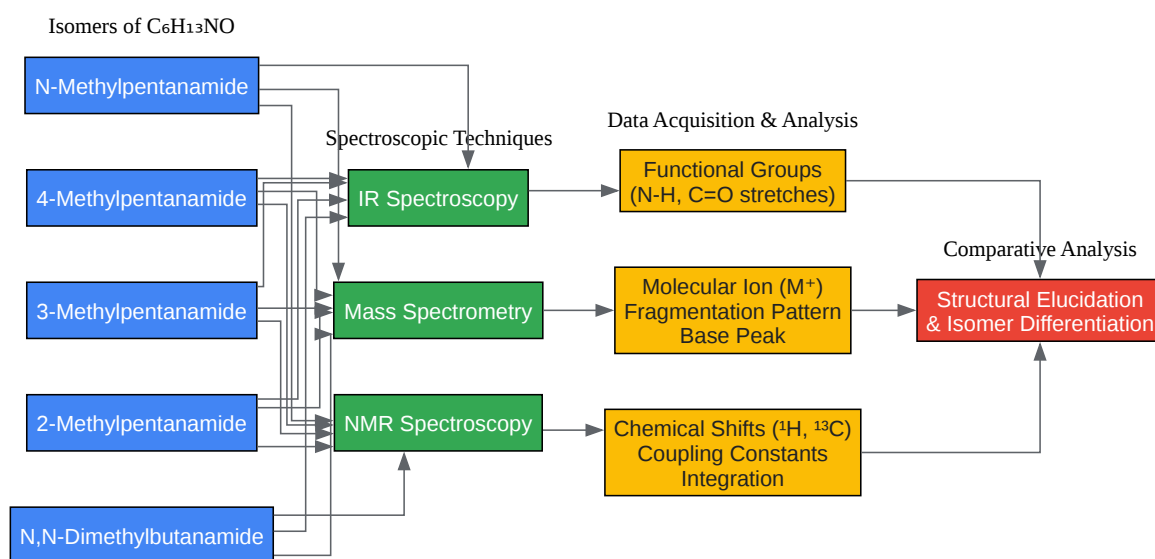 Isomers of C₆H₁₃NO
N-Methylpentanamide
4-Methylpentanamide
3-Methylpentanamide
2-Methylpentanamide
N,N-Dimethylbutanamide
Spectroscopic Techniques
IR Spectroscopy
Mass Spectrometry
NMR Spectroscopy
Data Acquisition & Analysis
Functional Groups
(N-H, C=O stretches)
Molecular Ion (M⁺)
Fragmentation Pattern
Base Peak
Chemical Shifts (¹H, ¹³C)
Coupling Constants
Integration
Comparative Analysis
Structural Elucidation
& Isomer Differentiation